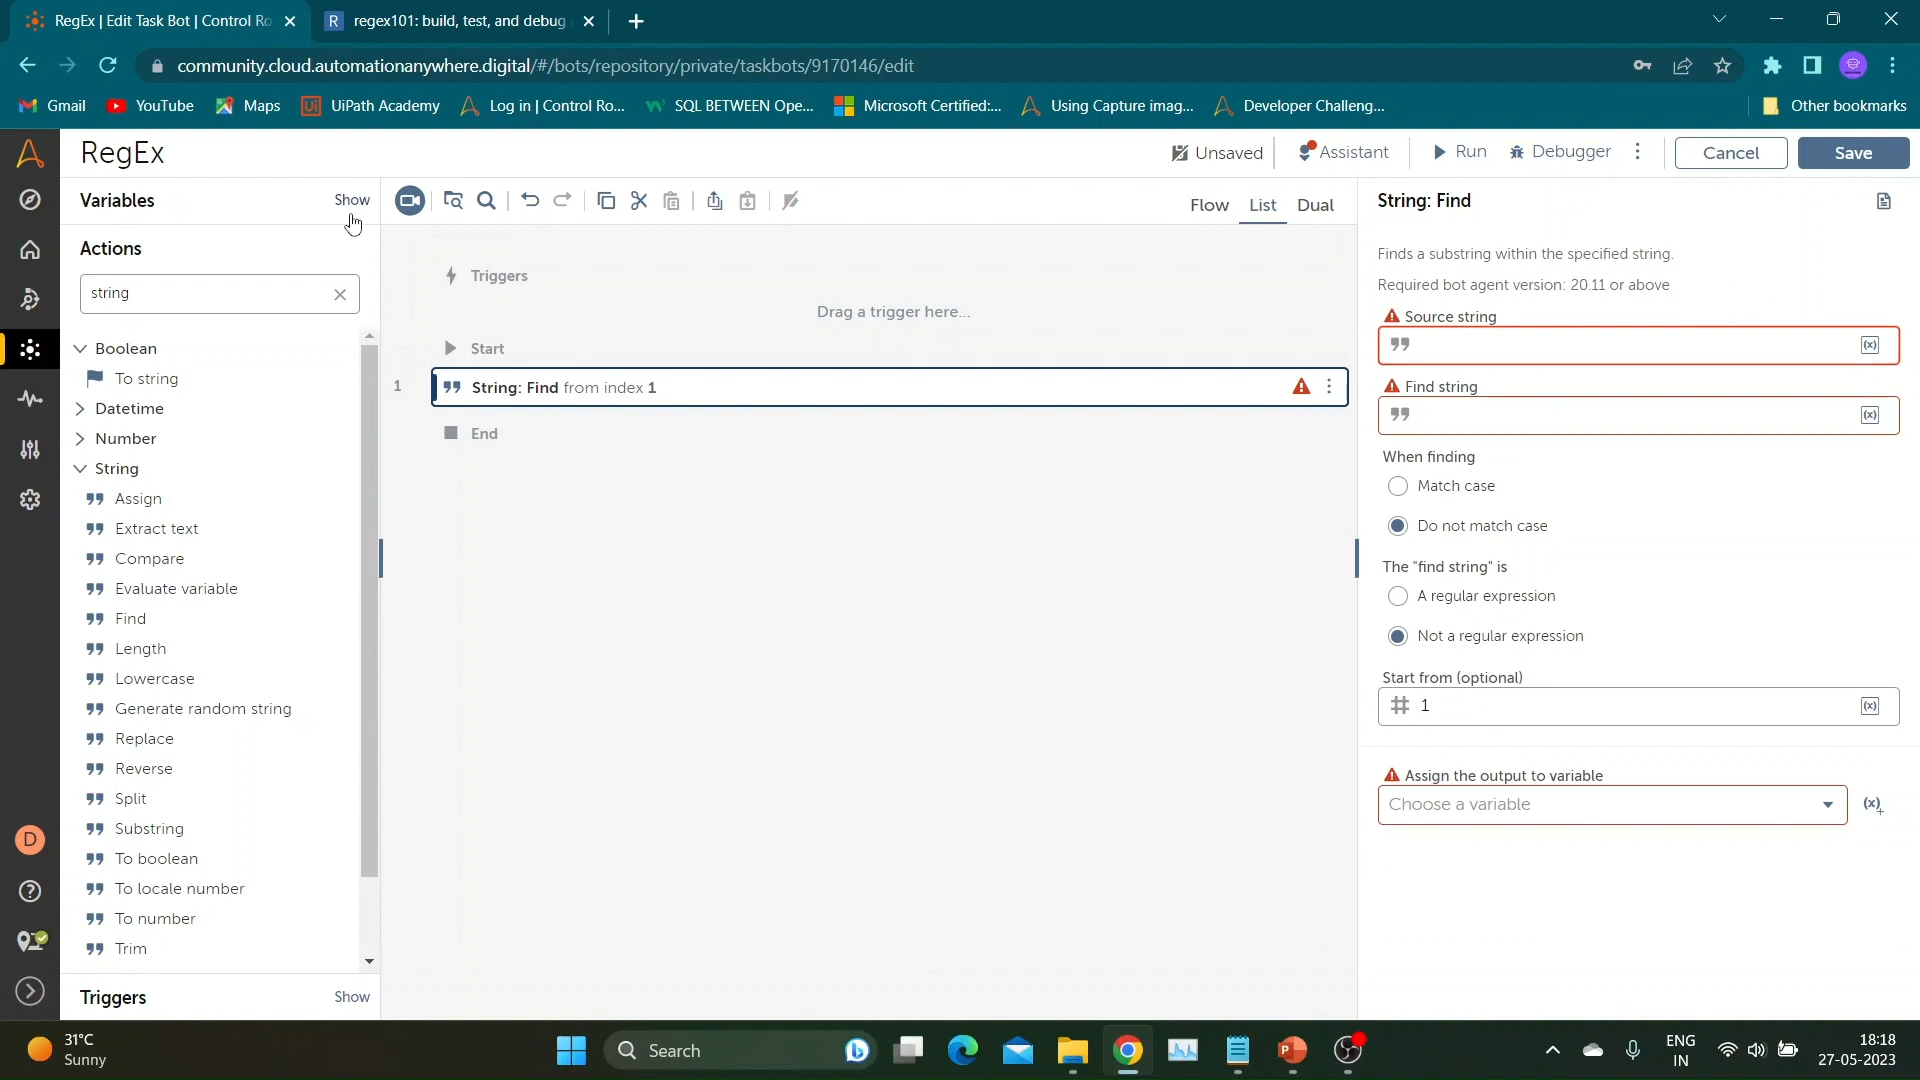 RegEx | Edit Task Bot | Control Ro
regex101: build, test, and debug
community.cloud.automationanywhere.digital/#/bots/repository/private/taskbots/9170146/edit
Gmail
YouTube
Maps
UiPath Academy
Log in | Control Ro...
SQL BETWEEN Ope...
Microsoft Certified:...
Using Capture imag...
Developer Challeng...
Other bookmarks
RegEx
Unsaved
Assistant
Run
Debugger
Cancel
Save
Variables
Show
Flow
List
Dual
Actions
string
Boolean
To string
Datetime
Number
String
Assign
Extract text
Compare
Evaluate variable
Find
Length
Lowercase
Generate random string
Replace
Reverse
Split
Substring
To boolean
To locale number
To number
Trim
Triggers
Show
Triggers
Drag a trigger here...
Start
1
String: Find from index 1
End
String: Find
Finds a substring within the specified string.
Required bot agent version: 20.11 or above
Source string
(x)
Find string
(x)
When finding
Match case
Do not match case
The "find string" is
A regular expression
Not a regular expression
Start from (optional)
# 1
(x)
Assign the output to variable
Choose a variable
(x)+
D
31°C
Sunny
Search
ENG
IN
18:18
27-05-2023